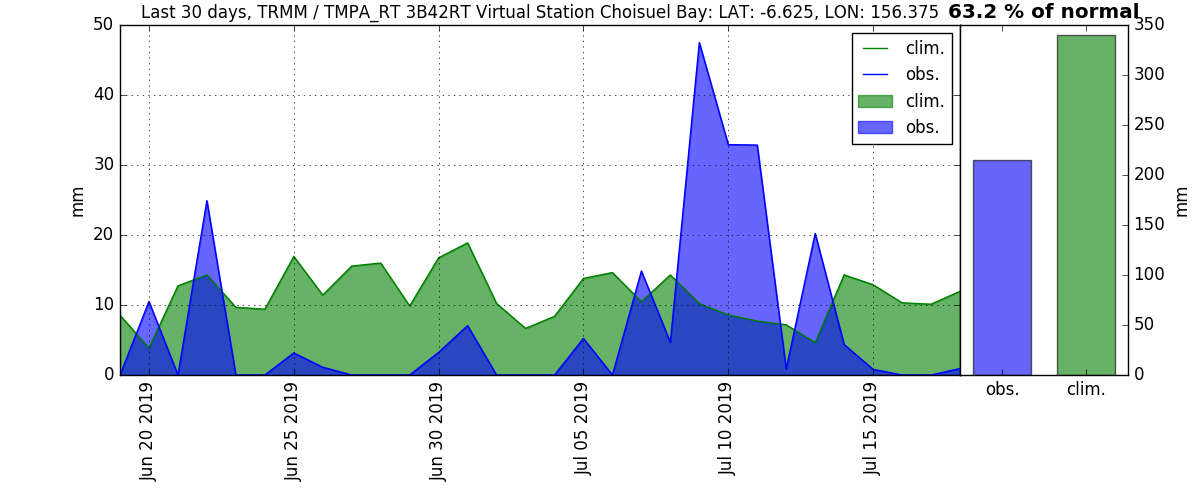 Last 30 days, TRMM / TMPA_RT 3B42RT Virtual Station Choisuel Bay: LAT: -6.625, LON: 156.375
63.2 % of normal
50
40
30
20
10
0
mm
clim.
obs.
clim.
obs.
Jun 20 2019
Jun 25 2019
Jun 30 2019
Jul 05 2019
Jul 10 2019
Jul 15 2019
350
300
250
200
150
100
50
0
mm
obs.
clim.